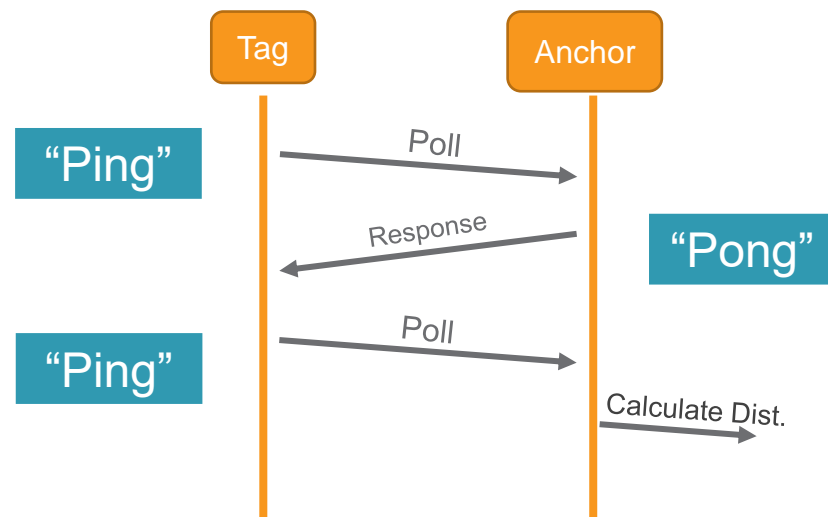 Tag
Anchor
“Ping”
Poll
Response
“Pong”
Poll
“Ping”
Calculate Dist.